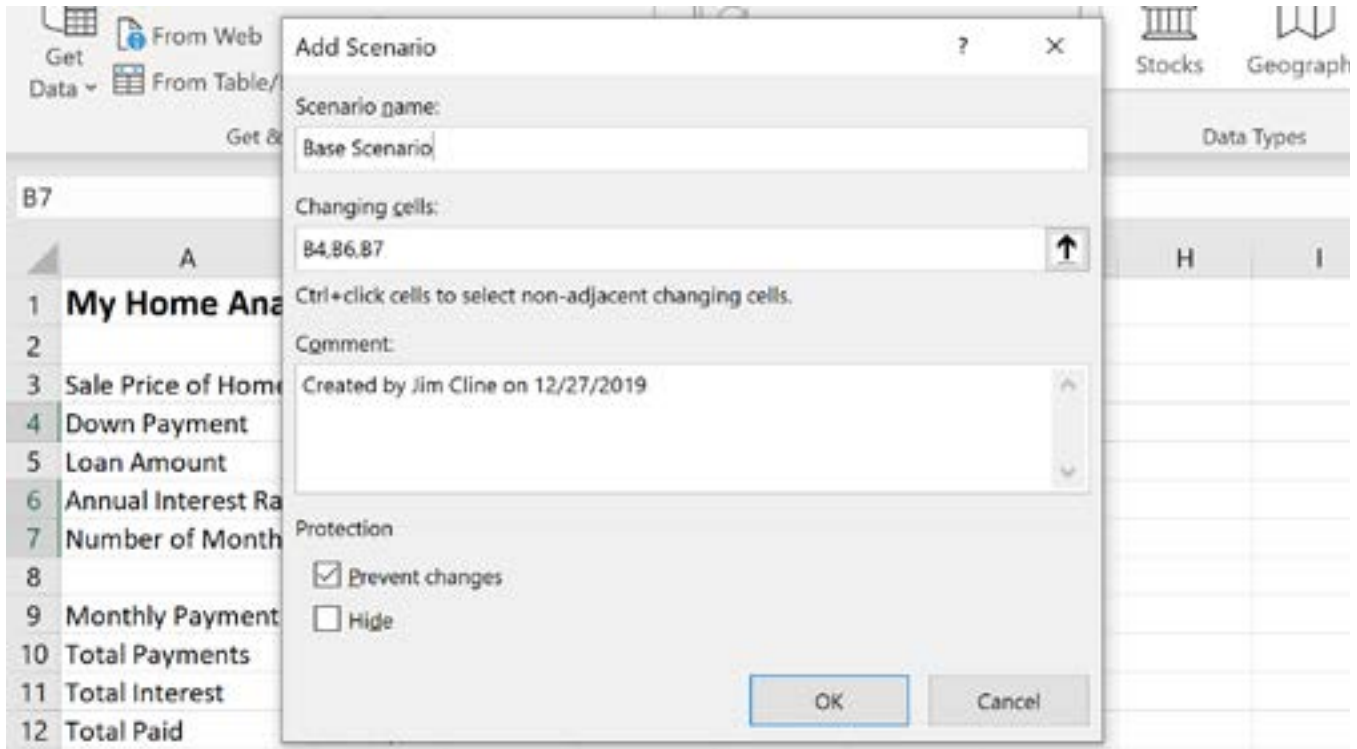 Get
Data
From Web
From Table/
Get &
Stocks
Geograph
Data Types
B7
A
H
I
1 My Home Ana
2
3 Sale Price of Home
4 Down Payment
5 Loan Amount
6 Annual Interest Ra
7 Number of Month
8
9 Monthly Payment
10 Total Payments
11 Total Interest
12 Total Paid
Add Scenario
?
Scenario name:
Base Scenario
Changing cells:
B4,B6,B7
Ctrl+click cells to select non-adjacent changing cells.
Comment:
Created by Jim Cline on 12/27/2019
Protection
Prevent changes
Hide
OK
Cancel